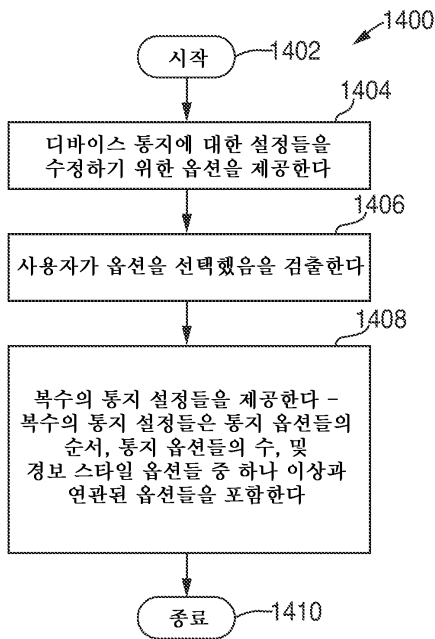 1400
시작
1402
1404
디바이스 통지에 대한 설정들을
수정하기 위한 옵션을 제공한다
1406
사용자가 옵션을 선택했음을 검출한다
1408
복수의 통지 설정들을 제공한다 –
복수의 통지 설정들은 통지 옵션들의
순서, 통지 옵션들의 수, 및
경보 스타일 옵션들 중 하나 이상과
연관된 옵션들을 포함한다
종료
1410